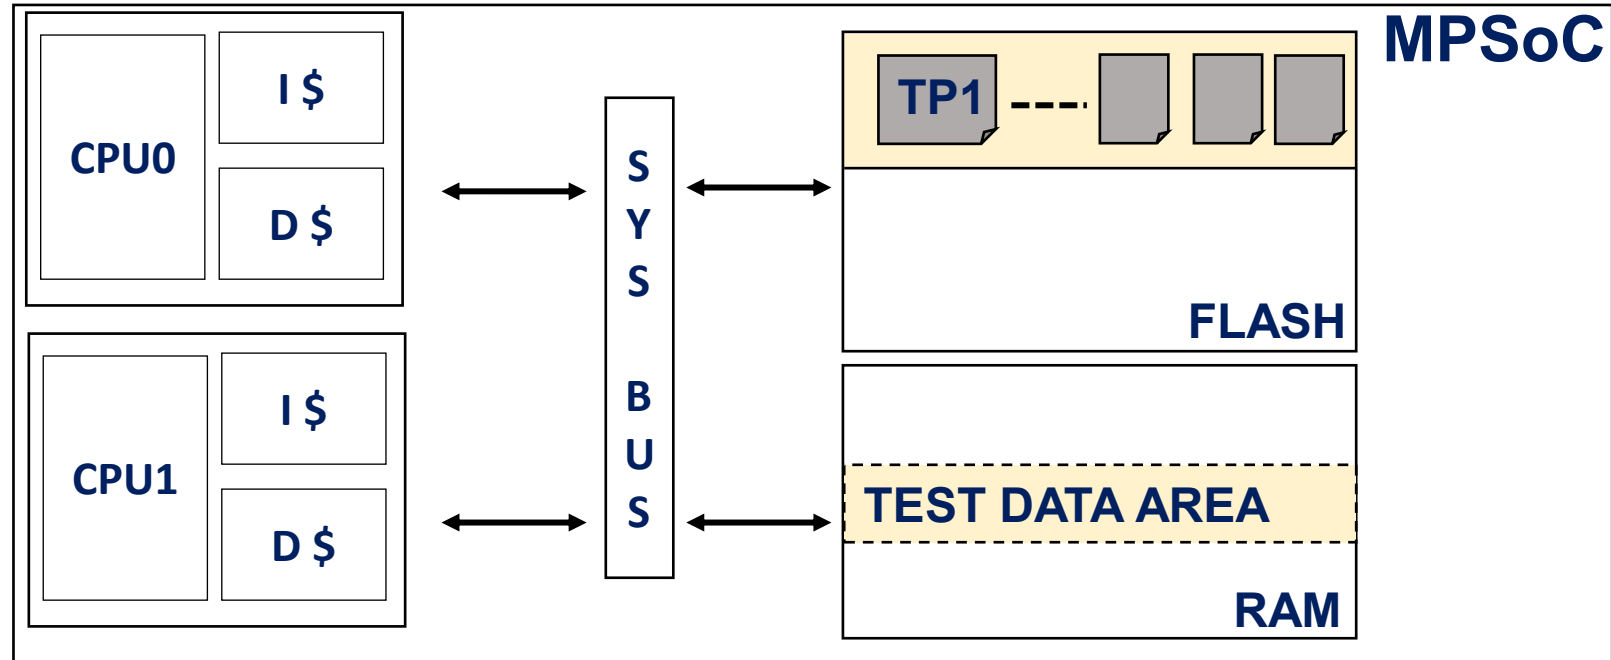 MPSoC
CPU0
I $
D $
CPU1
I $
D $
S
Y
S
B
U
S
TP1
FLASH
TEST DATA AREA
RAM